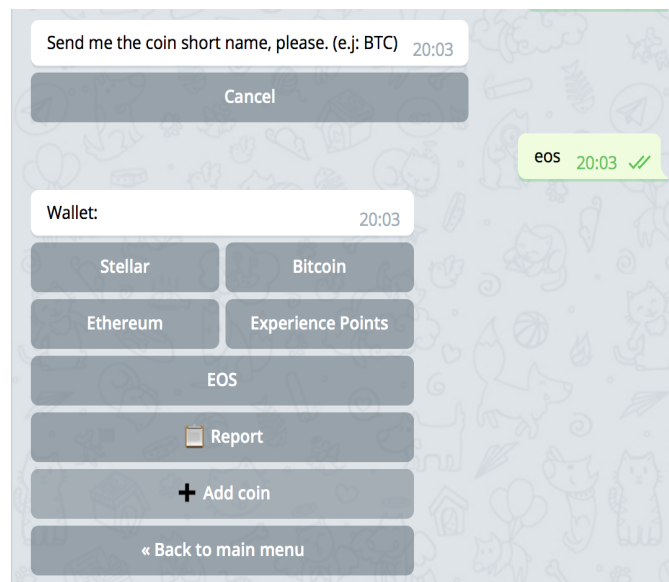 Send me the coin short name, please. (e.j: BTC) 20:03
Cancel
eos 20:03
Wallet: 20:03
Stellar Bitcoin
Ethereum Experience Points
EOS
📋 Report
➕ Add coin
« Back to main menu